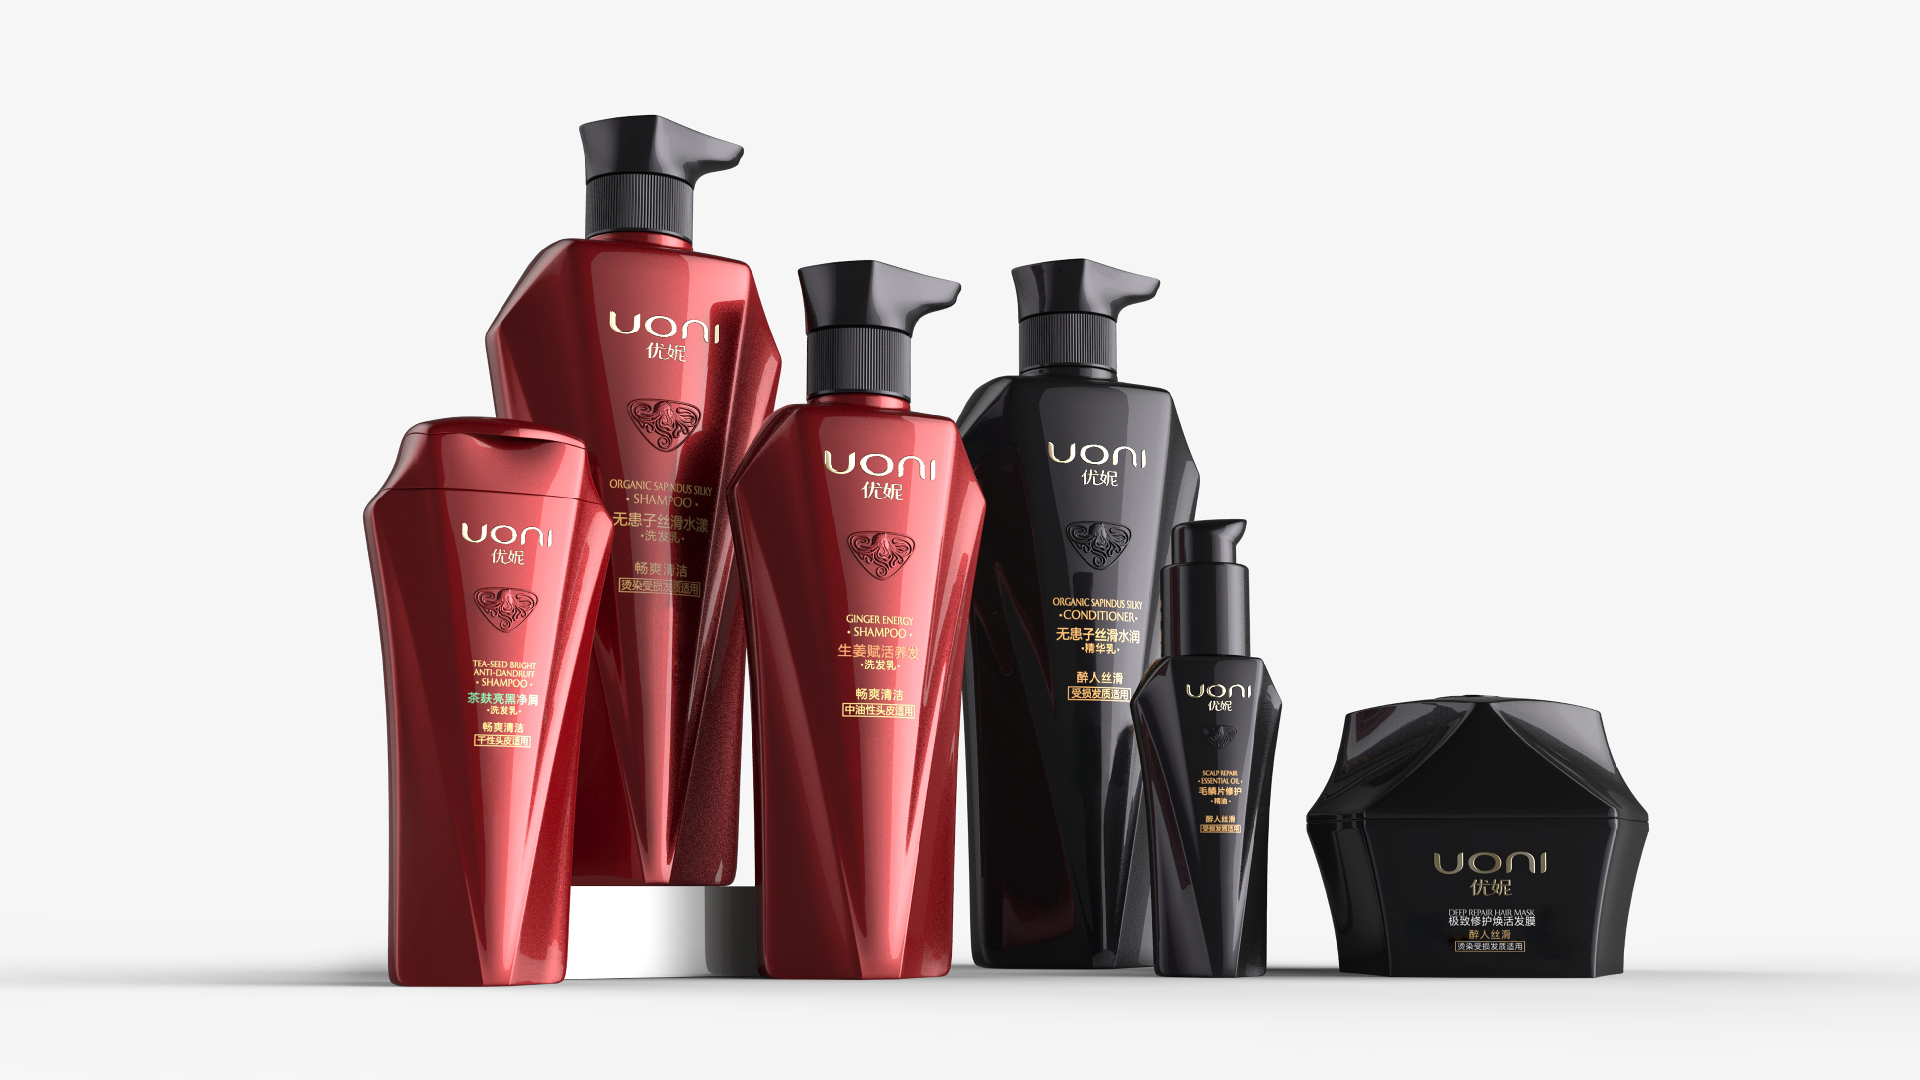 UONI
优妮
TEA-SEED BRIGHT
ANTI-DANDRUFF
·SHAMPOO·
茶麸亮黑净屑
·洗发乳·
畅爽清洁
干性头皮适用
UONI
优妮
ORGANIC SAPINDUS SILKY
·SHAMPOO·
无患子丝滑水漾
·洗发乳·
畅爽清洁
烫染受损发质适用
UONI
优妮
GINGER ENERGY
·SHAMPOO·
生姜赋活养发
·洗发乳·
畅爽清洁
中油性头皮适用
UONI
优妮
ORGANIC SAPINDUS SILKY
·CONDITIONER·
无患子丝滑水润
·精华乳·
醉人丝滑
受损发质适用
UONI
优妮
SCALP REPAIR
·ESSENTIAL OIL·
毛鳞片修护
·精油·
醉人丝滑
受损发质适用
UONI
优妮
DEEP REPAIR HAIR MASK
极致修护焕活发膜
醉人丝滑
烫染受损发质适用